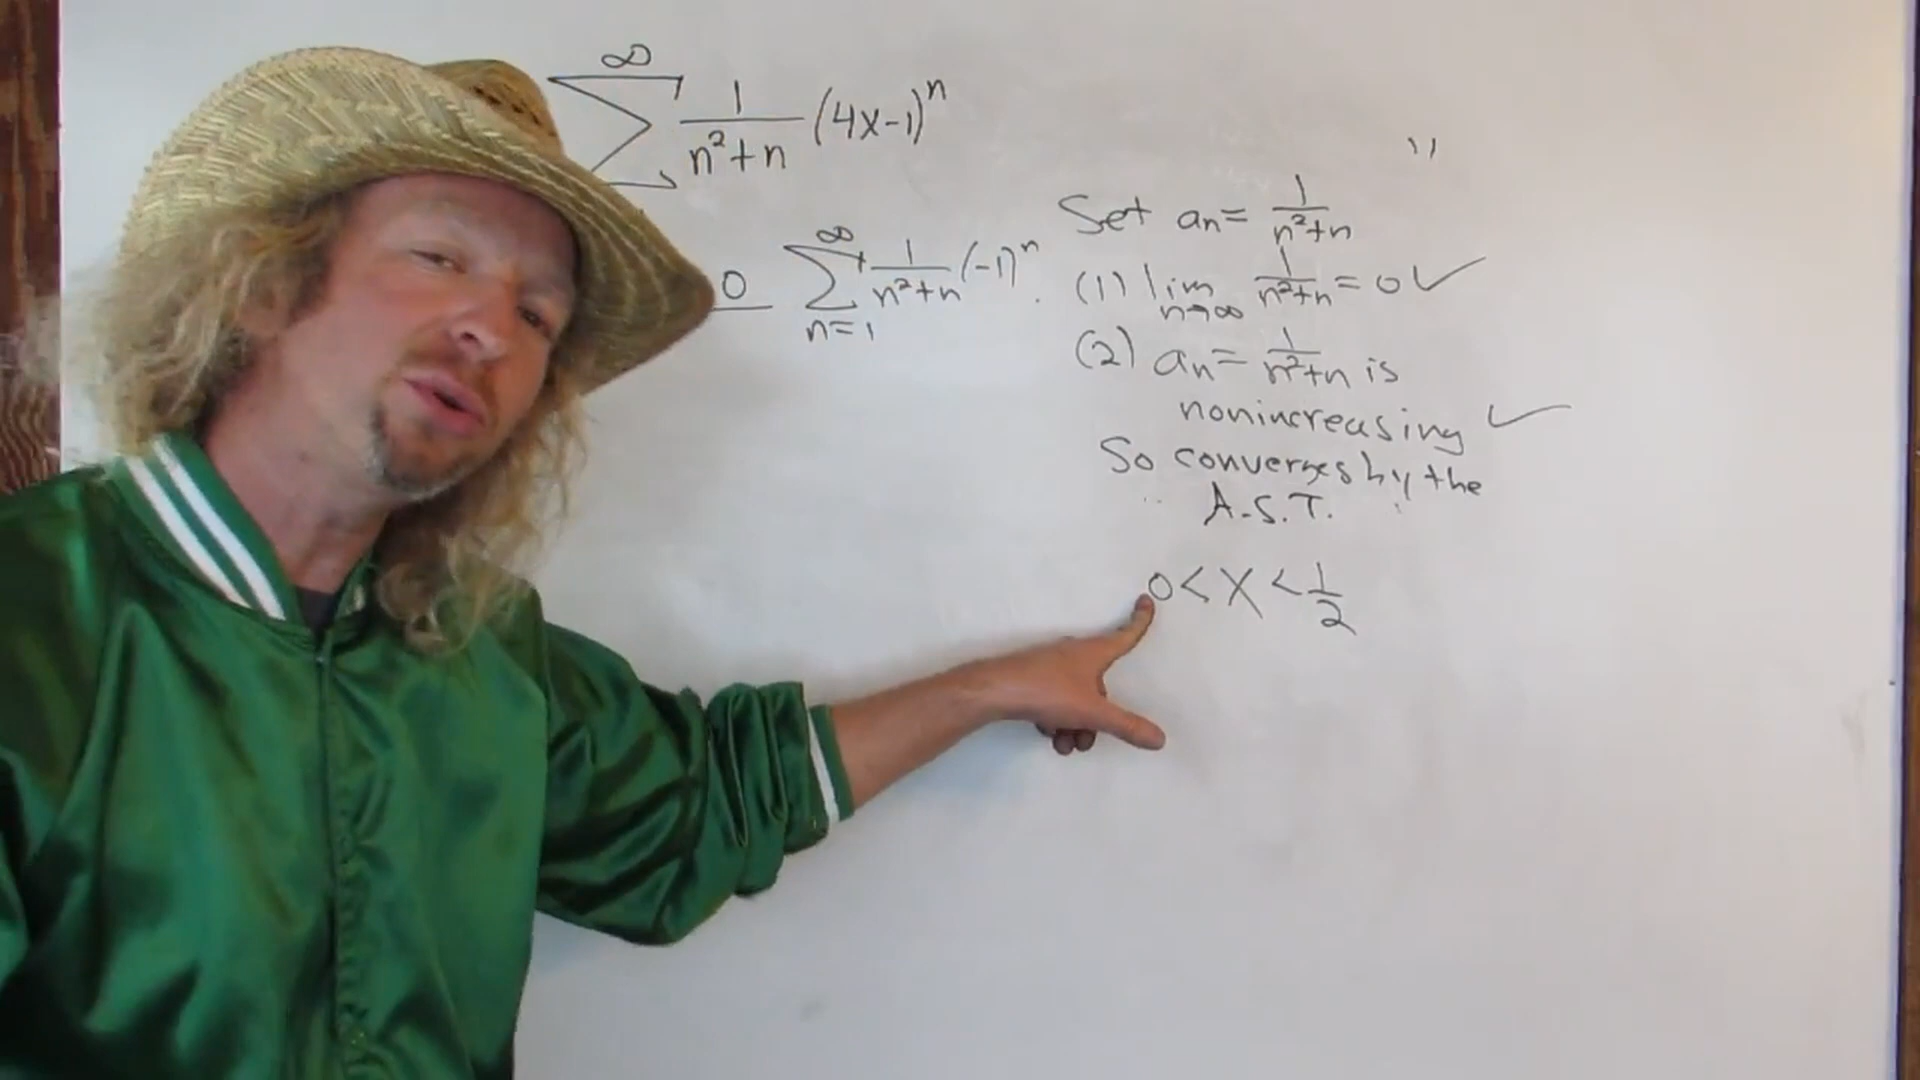 ∞
Σ 1/(n²+n) (4x-1)ⁿ
0
∞
Σ 1/(n²+n) (-1)ⁿ.
n=1
Set aₙ = 1/(n²+n)
(1) lim n→∞ 1/(n²+n) = 0 ✓
(2) aₙ = 1/(n²+n) is
nonincreasing ✓
So converges by the
A.S.T.
0 < X < 1/2